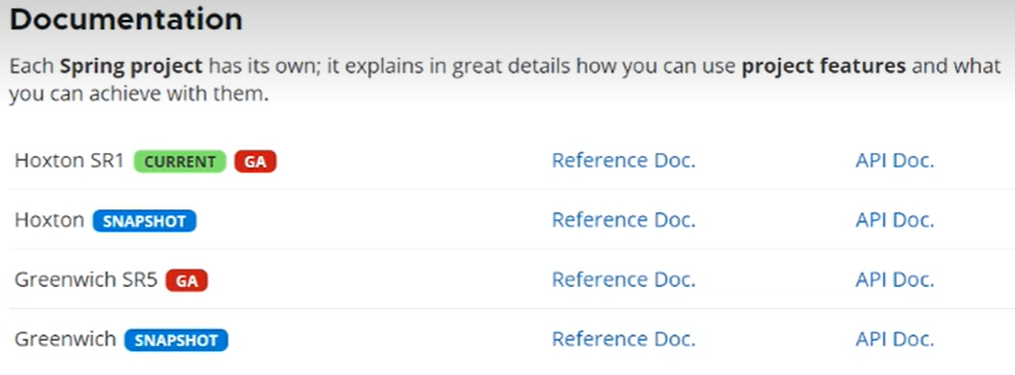 Documentation
Each Spring project has its own; it explains in great details how you can use project features and what
you can achieve with them.
Hoxton SR1 CURRENT GA Reference Doc. API Doc.
Hoxton SNAPSHOT Reference Doc. API Doc.
Greenwich SR5 GA Reference Doc. API Doc.
Greenwich SNAPSHOT Reference Doc. API Doc.